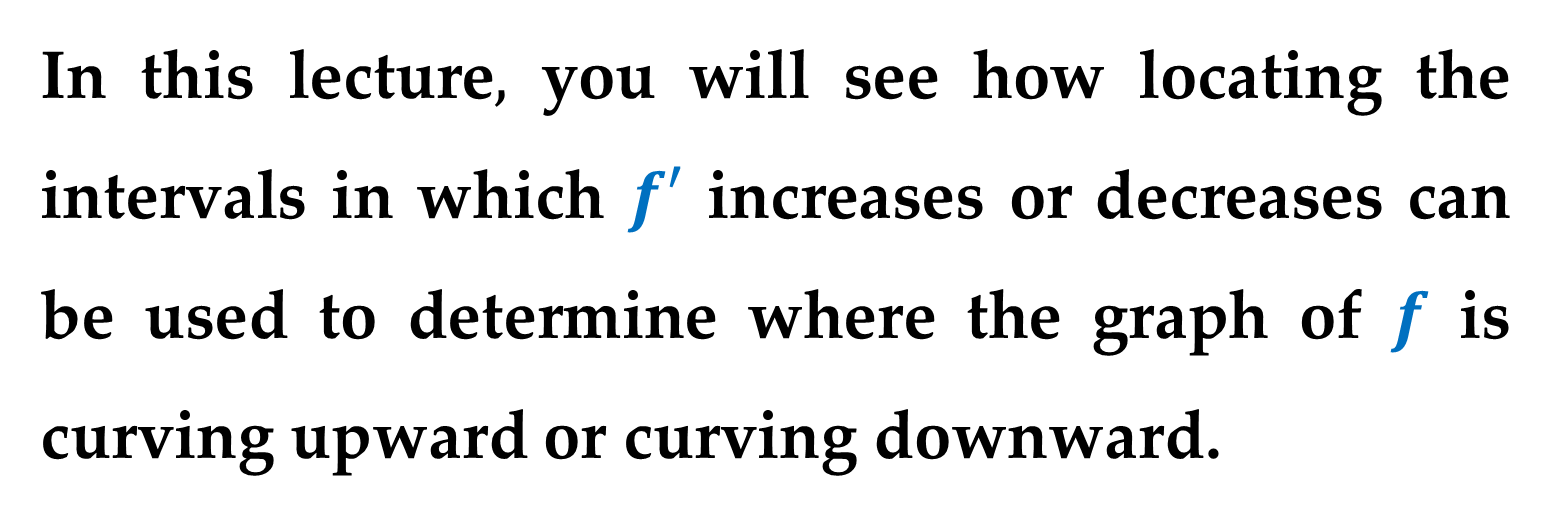 In this lecture, you will see how locating the
intervals in which f′ increases or decreases can
be used to determine where the graph of f is
curving upward or curving downward.